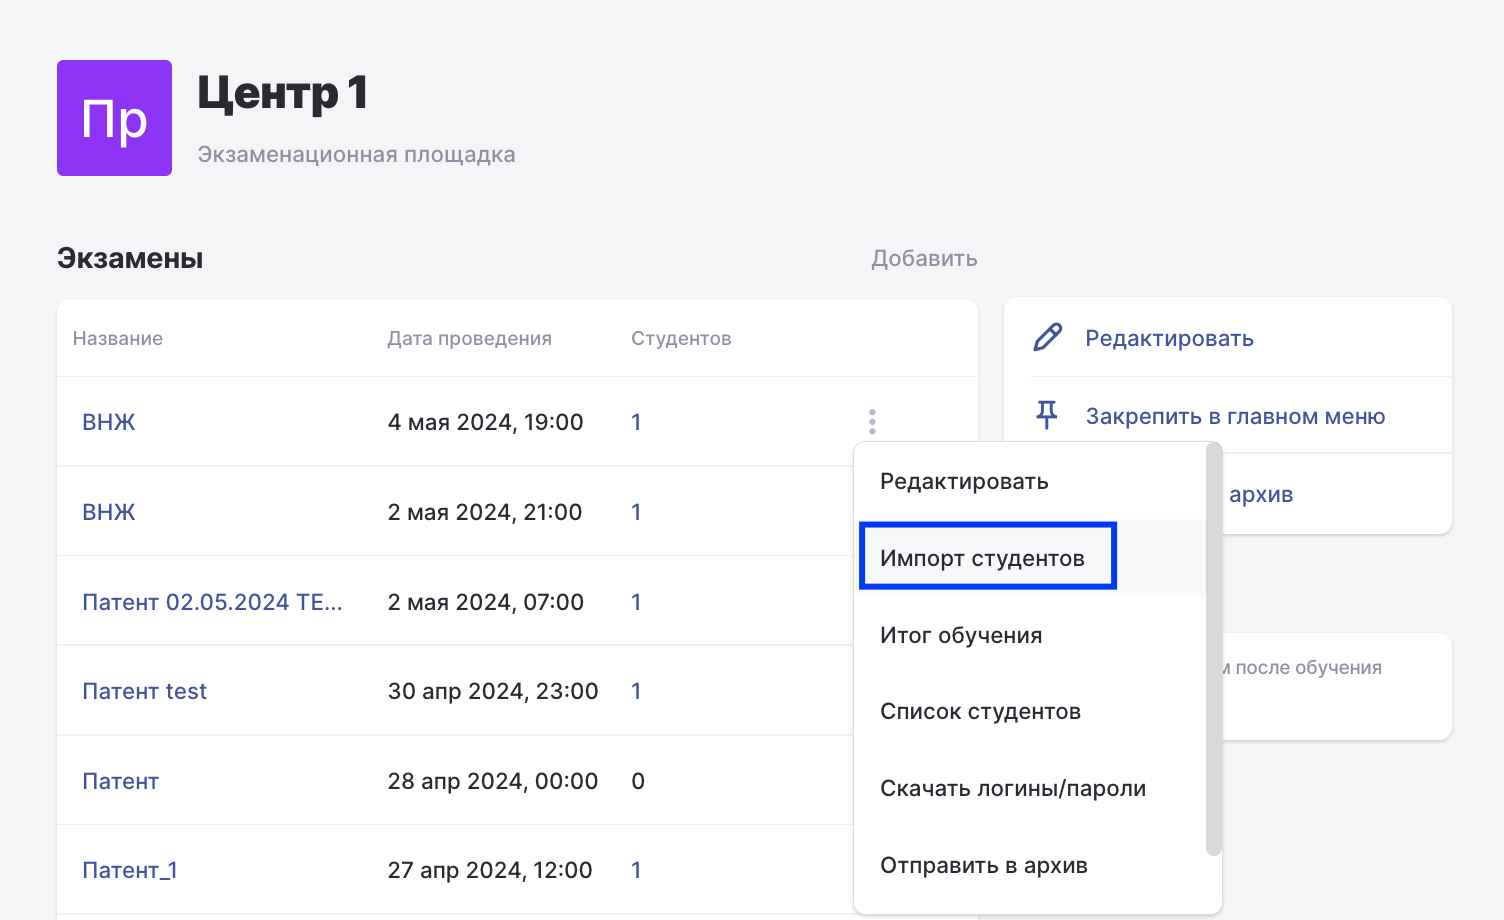 Пр
Центр 1
Экзаменационная площадка
Экзамены
Добавить
Название Дата проведения Студентов
ВНЖ 4 мая 2024, 19:00 1
ВНЖ 2 мая 2024, 21:00 1
Патент 02.05.2024 ТЕ... 2 мая 2024, 07:00 1
Патент test 30 апр 2024, 23:00 1
Патент 28 апр 2024, 00:00 0
Патент_1 27 апр 2024, 12:00 1
Редактировать
Импорт студентов
Итог обучения
Список студентов
Скачать логины/пароли
Отправить в архив
Редактировать
Закрепить в главном меню
архив
после обучения